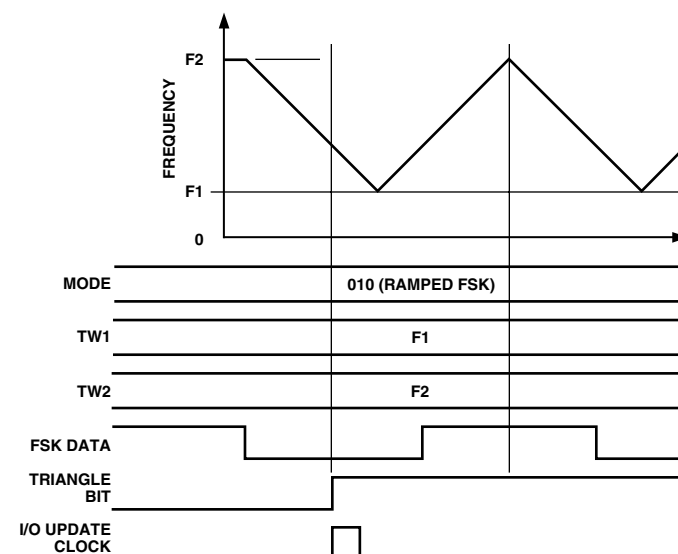 F2
FREQUENCY
F1
0
MODE
010 (RAMPED FSK)
TW1
F1
TW2
F2
FSK DATA
TRIANGLE
BIT
I/O UPDATE
CLOCK